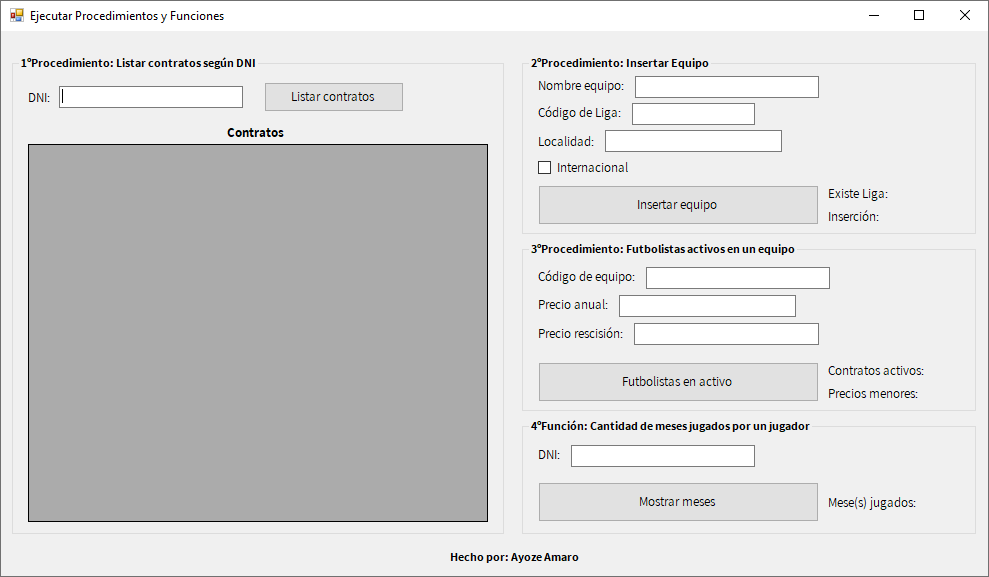 Ejecutar Procedimientos y Funciones
1ºProcedimiento: Listar contratos según DNI
DNI:
Listar contratos
Contratos
2ºProcedimiento: Insertar Equipo
Nombre equipo:
Código de Liga:
Localidad:
Internacional
Insertar equipo
Existe Liga:
Inserción:
3ºProcedimiento: Futbolistas activos en un equipo
Código de equipo:
Precio anual:
Precio rescisión:
Futbolistas en activo
Contratos activos:
Precios menores:
4ºFunción: Cantidad de meses jugados por un jugador
DNI:
Mostrar meses
Mese(s) jugados:
Hecho por: Ayoze Amaro